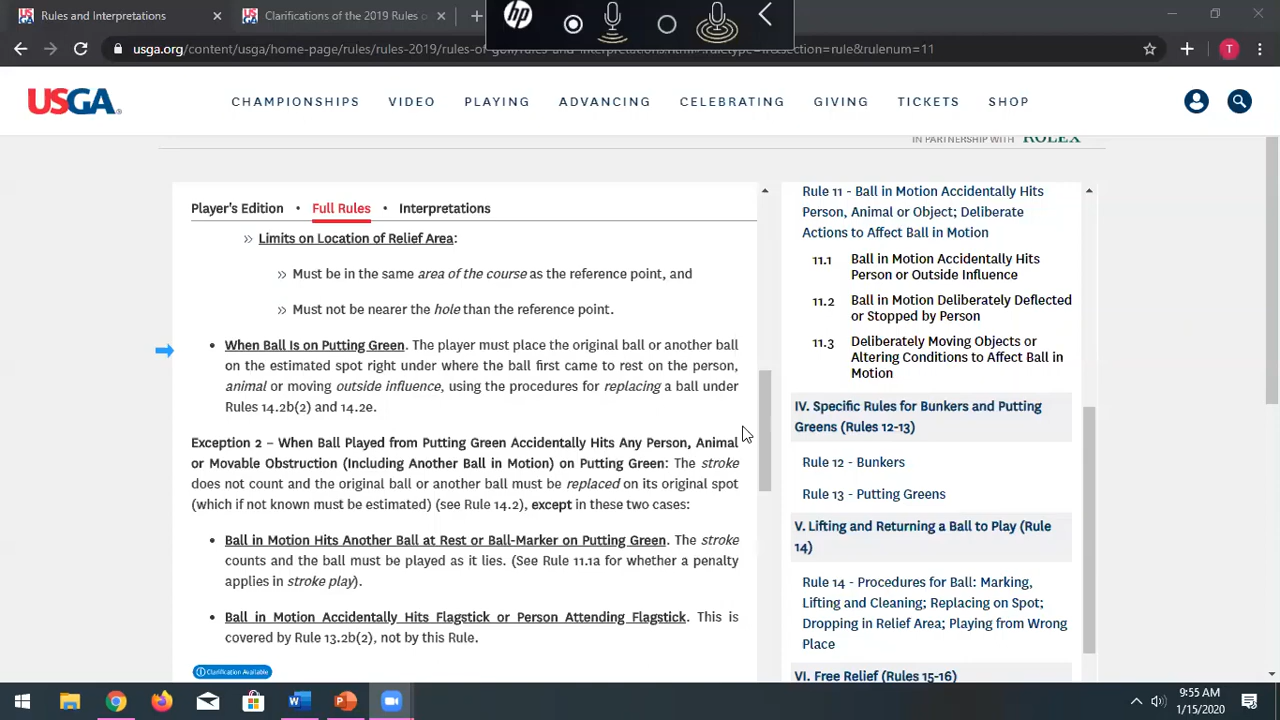 Rules and Interpretations
Clarifications of the 2019 Rules o
hp
usga.org/content/usga/home-page/rules/rules-2019/rules-of-
section=rule&rulenum=11
T
USGA
CHAMPIONSHIPS VIDEO PLAYING ADVANCING CELEBRATING GIVING TICKETS SHOP
IN PARTNERSHIP WITH ROLEX
Player's Edition • Full Rules • Interpretations
» Limits on Location of Relief Area:
» Must be in the same area of the course as the reference point, and
» Must not be nearer the hole than the reference point.
• When Ball Is on Putting Green. The player must place the original ball or another ball
on the estimated spot right under where the ball first came to rest on the person,
animal or moving outside influence, using the procedures for replacing a ball under
Rules 14.2b(2) and 14.2e.
Exception 2 – When Ball Played from Putting Green Accidentally Hits Any Person, Animal
or Movable Obstruction (Including Another Ball in Motion) on Putting Green: The stroke
does not count and the original ball or another ball must be replaced on its original spot
(which if not known must be estimated) (see Rule 14.2), except in these two cases:
• Ball in Motion Hits Another Ball at Rest or Ball-Marker on Putting Green. The stroke
counts and the ball must be played as it lies. (See Rule 11.1a for whether a penalty
applies in stroke play).
• Ball in Motion Accidentally Hits Flagstick or Person Attending Flagstick. This is
covered by Rule 13.2b(2), not by this Rule.
Clarification Available
Rule 11 - Ball in Motion Accidentally Hits
Person, Animal or Object; Deliberate
Actions to Affect Ball in Motion
11.1 Ball in Motion Accidentally Hits
Person or Outside Influence
11.2 Ball in Motion Deliberately Deflected
or Stopped by Person
11.3 Deliberately Moving Objects or
Altering Conditions to Affect Ball in
Motion
IV. Specific Rules for Bunkers and Putting
Greens (Rules 12-13)
Rule 12 - Bunkers
Rule 13 - Putting Greens
V. Lifting and Returning a Ball to Play (Rule
14)
Rule 14 - Procedures for Ball: Marking,
Lifting and Cleaning; Replacing on Spot;
Dropping in Relief Area; Playing from Wrong
Place
VI. Free Relief (Rules 15-16)
9:55 AM
1/15/2020